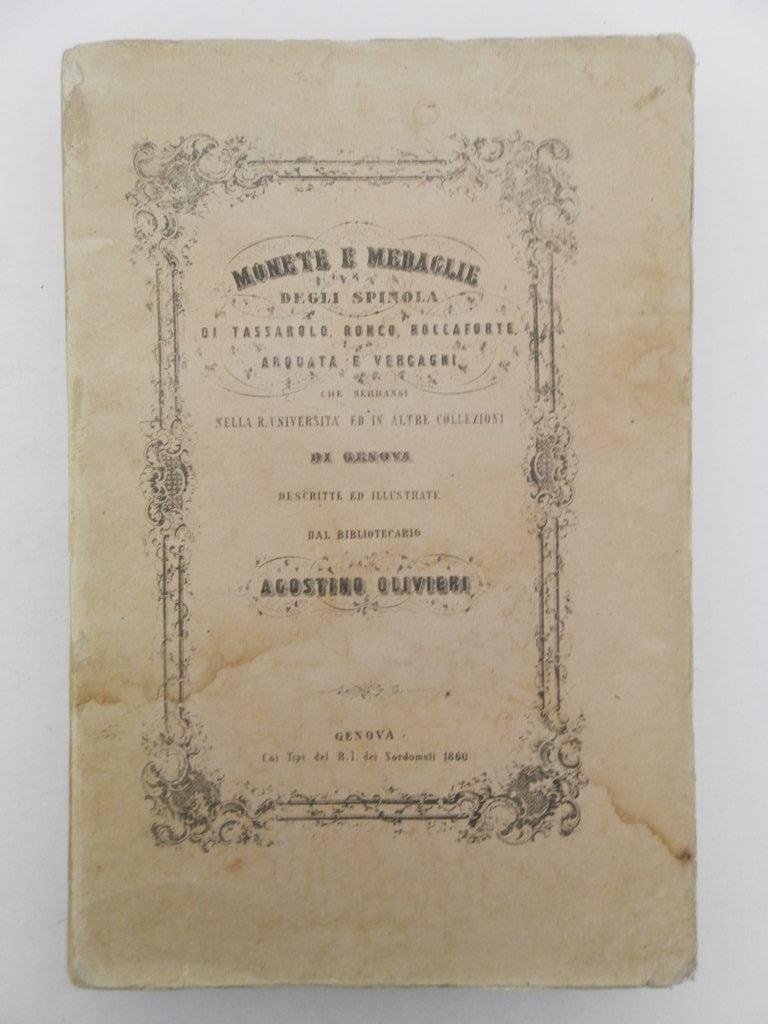 MONETE E MEDAGLIE
DEGLI SPINOLA
DI TASSAROLO, RONCO, ROCCAFORTE,
ARQUATA E VERGAGNI,
CHE SERBANSI
NELLA R. UNIVERSITA' ED IN ALTRE COLLEZIONI
DI GENOVA
DESCRITTE ED ILLUSTRATE
DAL BIBLIOTECARIO
AGOSTINO OLIVIERI
GENOVA
Coi Tipi del R. I. dei Sordomuti 1860